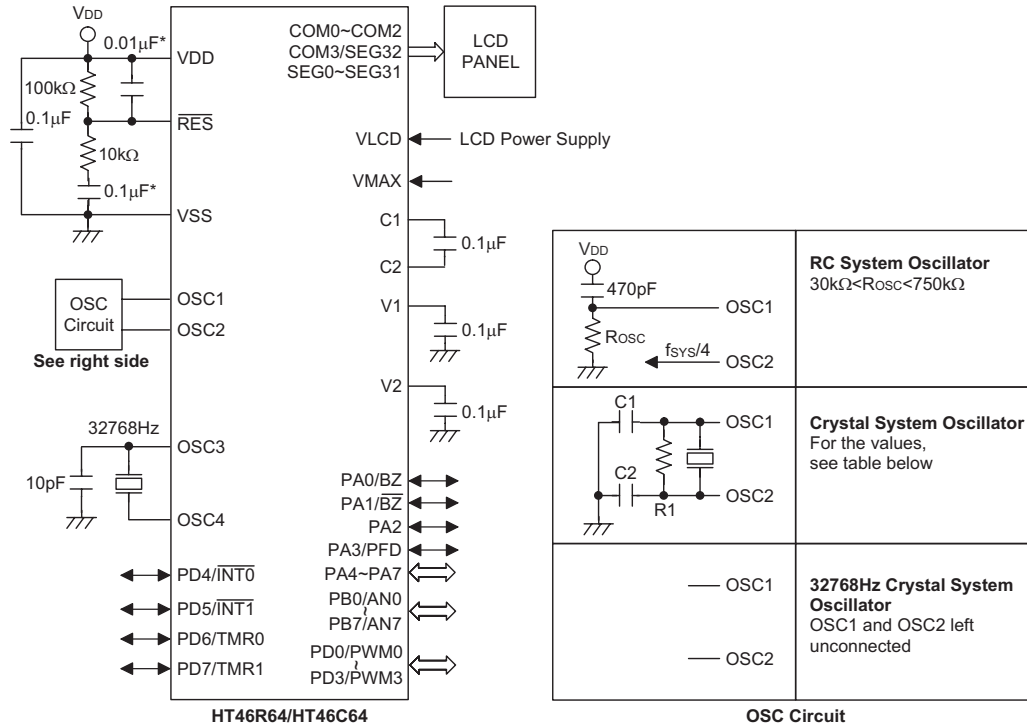 VDD
0.01μF*
VDD
100kΩ
0.1μF
RES
10kΩ
0.1μF*
VSS
OSC
Circuit
OSC1
OSC2
See right side
32768Hz
OSC3
10pF
OSC4
PD4/INT0
PD5/INT1
PD6/TMR0
PD7/TMR1
COM0~COM2
COM3/SEG32
SEG0~SEG31
LCD
PANEL
VLCD
LCD Power Supply
VMAX
C1
0.1μF
C2
V1
0.1μF
V2
0.1μF
PA0/BZ
PA1/BZ
PA2
PA3/PFD
PA4~PA7
PB0/AN0
~
PB7/AN7
PD0/PWM0
~
PD3/PWM3
HT46R64/HT46C64
VDD
470pF
OSC1
ROSC
fSYS/4
OSC2
RC System Oscillator
30kΩ<ROSC<750kΩ
C1
OSC1
C2
OSC2
R1
Crystal System Oscillator
For the values,
see table below
OSC1
OSC2
32768Hz Crystal System
Oscillator
OSC1 and OSC2 left
unconnected
OSC Circuit